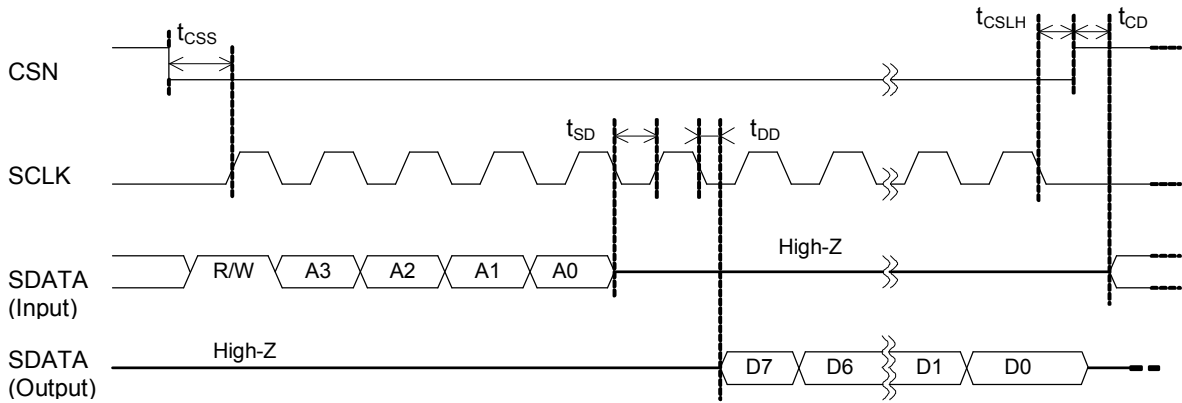 tCSS tCSLH tCD
CSN
tSD tDD
SCLK
High-Z
SDATA
(Input)
R/W A3 A2 A1 A0
High-Z
SDATA
(Output)
D7 D6 D1 D0